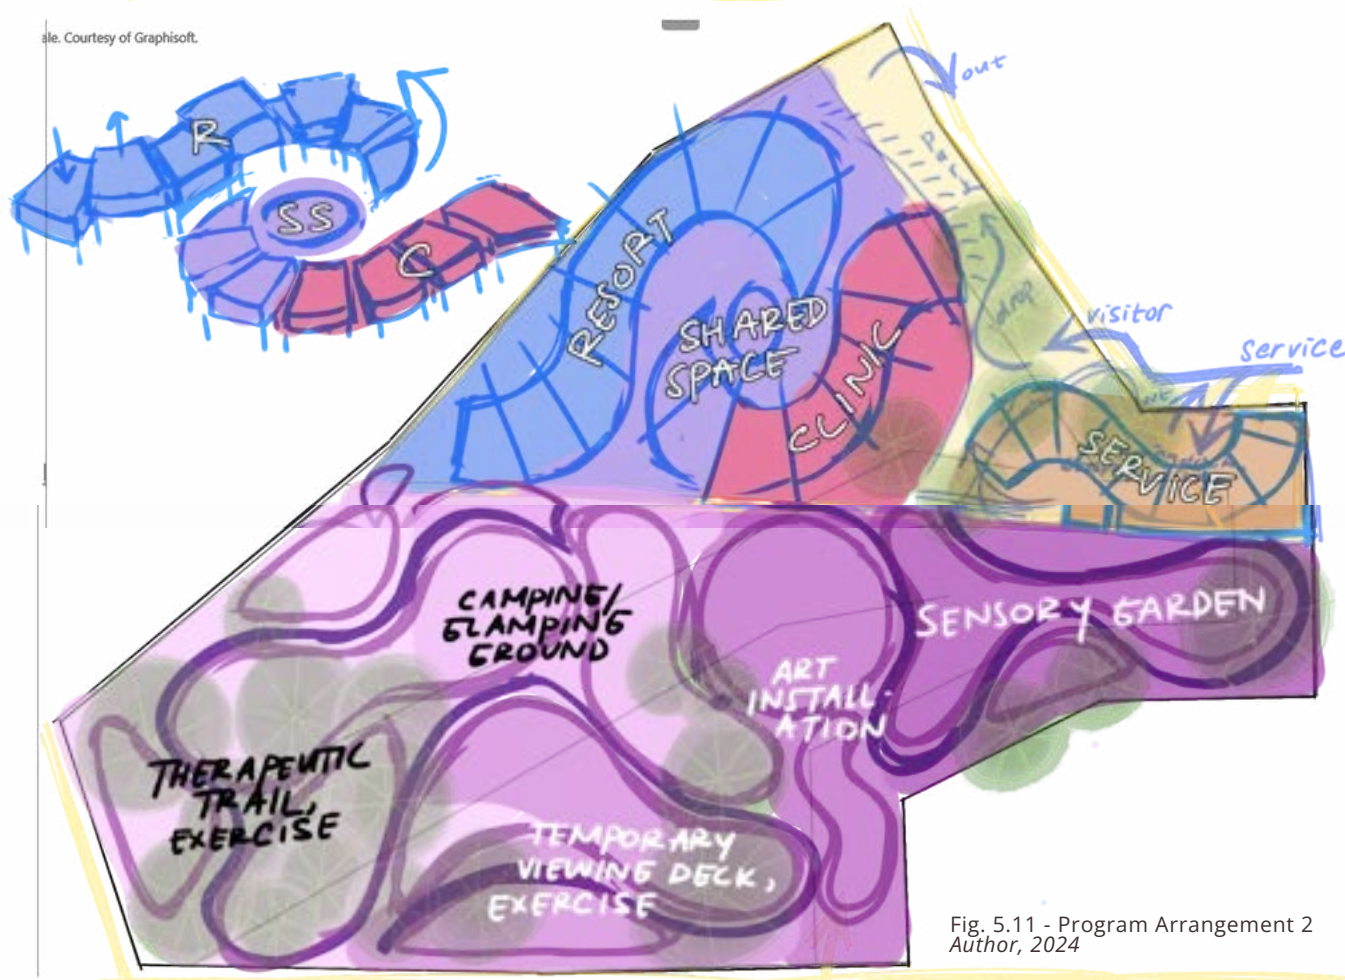 ale. Courtesy of Graphisoft.
out
R
SS
C
RESORT
SHARED
SPACE
CLINIC
drop
visitor
service
SERVICE
CAMPING/
GLAMPING
GROUND
SENSORY GARDEN
ART
INSTALL-
ATION
THERAPEUTIC
TRAIL,
EXERCISE
TEMPORARY
VIEWING DECK,
EXERCISE
Fig. 5.11 - Program Arrangement 2
Author, 2024